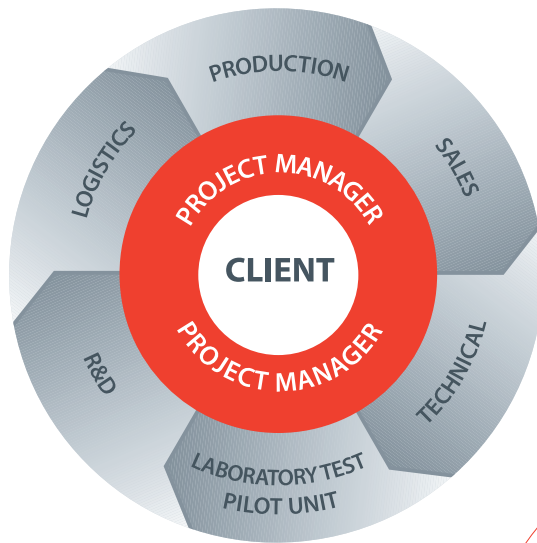 PRODUCTION
SALES
LOGISTICS
PROJECT MANAGER
CLIENT
PROJECT MANAGER
R&D
TECHNICAL
LABORATORY TEST
PILOT UNIT